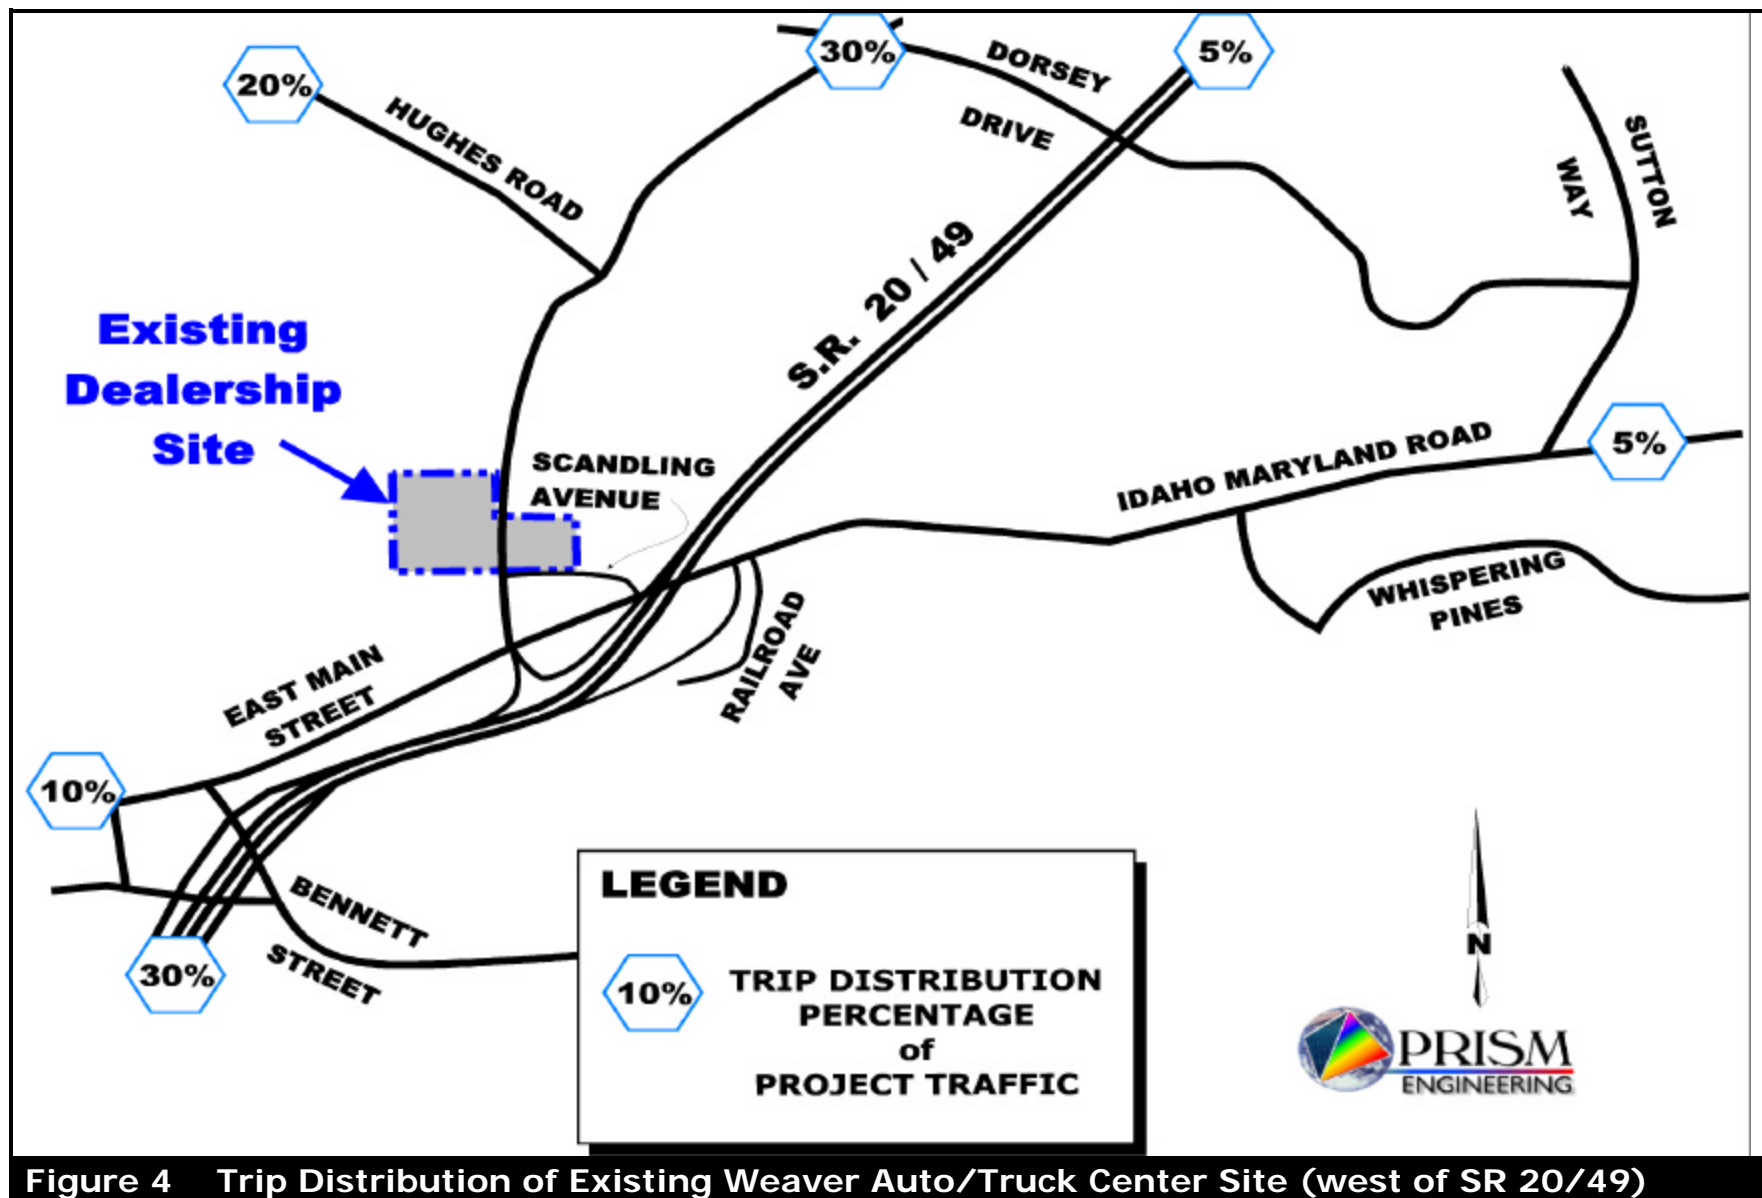 20%
30%
5%
DORSEY
DRIVE
HUGHES ROAD
SUTTON
WAY
S.R. 20 / 49
Existing
Dealership
Site
SCANDLING
AVENUE
IDAHO MARYLAND ROAD
5%
WHISPERING
PINES
RAILROAD
AVE
EAST MAIN
STREET
10%
BENNETT
STREET
30%
LEGEND
10%
TRIP DISTRIBUTION
PERCENTAGE
of
PROJECT TRAFFIC
N
PRISM
ENGINEERING
Figure 4 Trip Distribution of Existing Weaver Auto/Truck Center Site (west of SR 20/49)